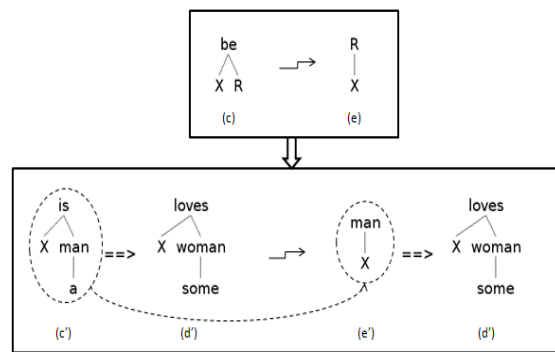 be R
X R X
(c) (e)
is loves man loves
X man ==> X woman X ==> X woman
a some some
(c') (d') (e') (d')